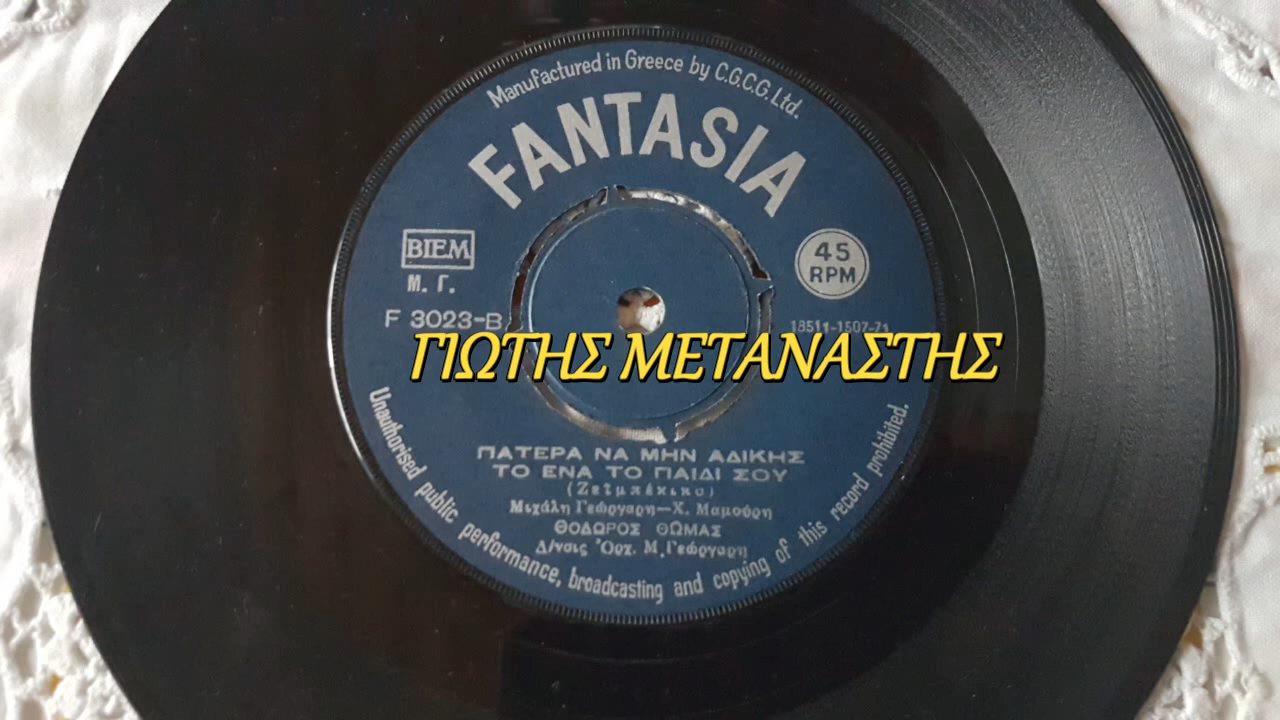 Manufactured in Greece by C.G.C.G. Ltd.
FANTASIA
BIEM
Μ. Γ.
45
RPM
F 3023-B
18511-1507-71
ΓΙΩΤΗΣ ΜΕΤΑΝΑΣΤΗΣ
ΠΑΤΕΡΑ ΝΑ ΜΗΝ ΑΔΙΚΗΣ
ΤΟ ΕΝΑ ΤΟ ΠΑΙΔΙ ΣΟΥ
(Ζεϊμπέκικο)
Μιχάλη Γεώργαρη—Χ. Μαμούρη
ΘΟΔΩΡΟΣ ΘΩΜΑΣ
Δ/νσις Ὀρχ. Μ. Γεώργαρη
Unauthorised public performance, broadcasting and copying of this record prohibited.